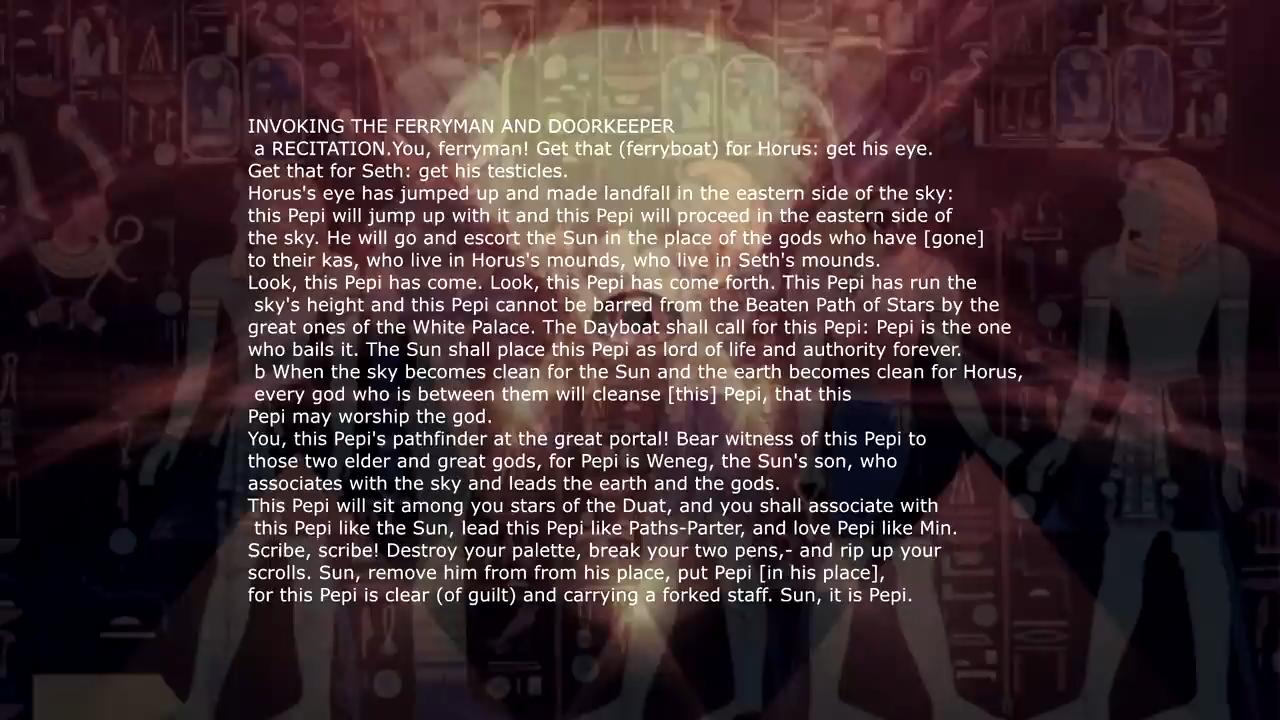 INVOKING THE FERRYMAN AND DOORKEEPER
a RECITATION.You, ferryman! Get that (ferryboat) for Horus: get his eye.
Get that for Seth: get his testicles.
Horus's eye has jumped up and made landfall in the eastern side of the sky:
this Pepi will jump up with it and this Pepi will proceed in the eastern side of
the sky. He will go and escort the Sun in the place of the gods who have [gone]
to their kas, who live in Horus's mounds, who live in Seth's mounds.
Look, this Pepi has come. Look, this Pepi has come forth. This Pepi has run the
sky's height and this Pepi cannot be barred from the Beaten Path of Stars by the
great ones of the White Palace. The Dayboat shall call for this Pepi: Pepi is the one
who bails it. The Sun shall place this Pepi as lord of life and authority forever.
b When the sky becomes clean for the Sun and the earth becomes clean for Horus,
every god who is between them will cleanse [this] Pepi, that this
Pepi may worship the god.
You, this Pepi's pathfinder at the great portal! Bear witness of this Pepi to
those two elder and great gods, for Pepi is Weneg, the Sun's son, who
associates with the sky and leads the earth and the gods.
This Pepi will sit among you stars of the Duat, and you shall associate with
this Pepi like the Sun, lead this Pepi like Paths-Parter, and love Pepi like Min.
Scribe, scribe! Destroy your palette, break your two pens,- and rip up your
scrolls. Sun, remove him from from his place, put Pepi [in his place],
for this Pepi is clear (of guilt) and carrying a forked staff. Sun, it is Pepi.